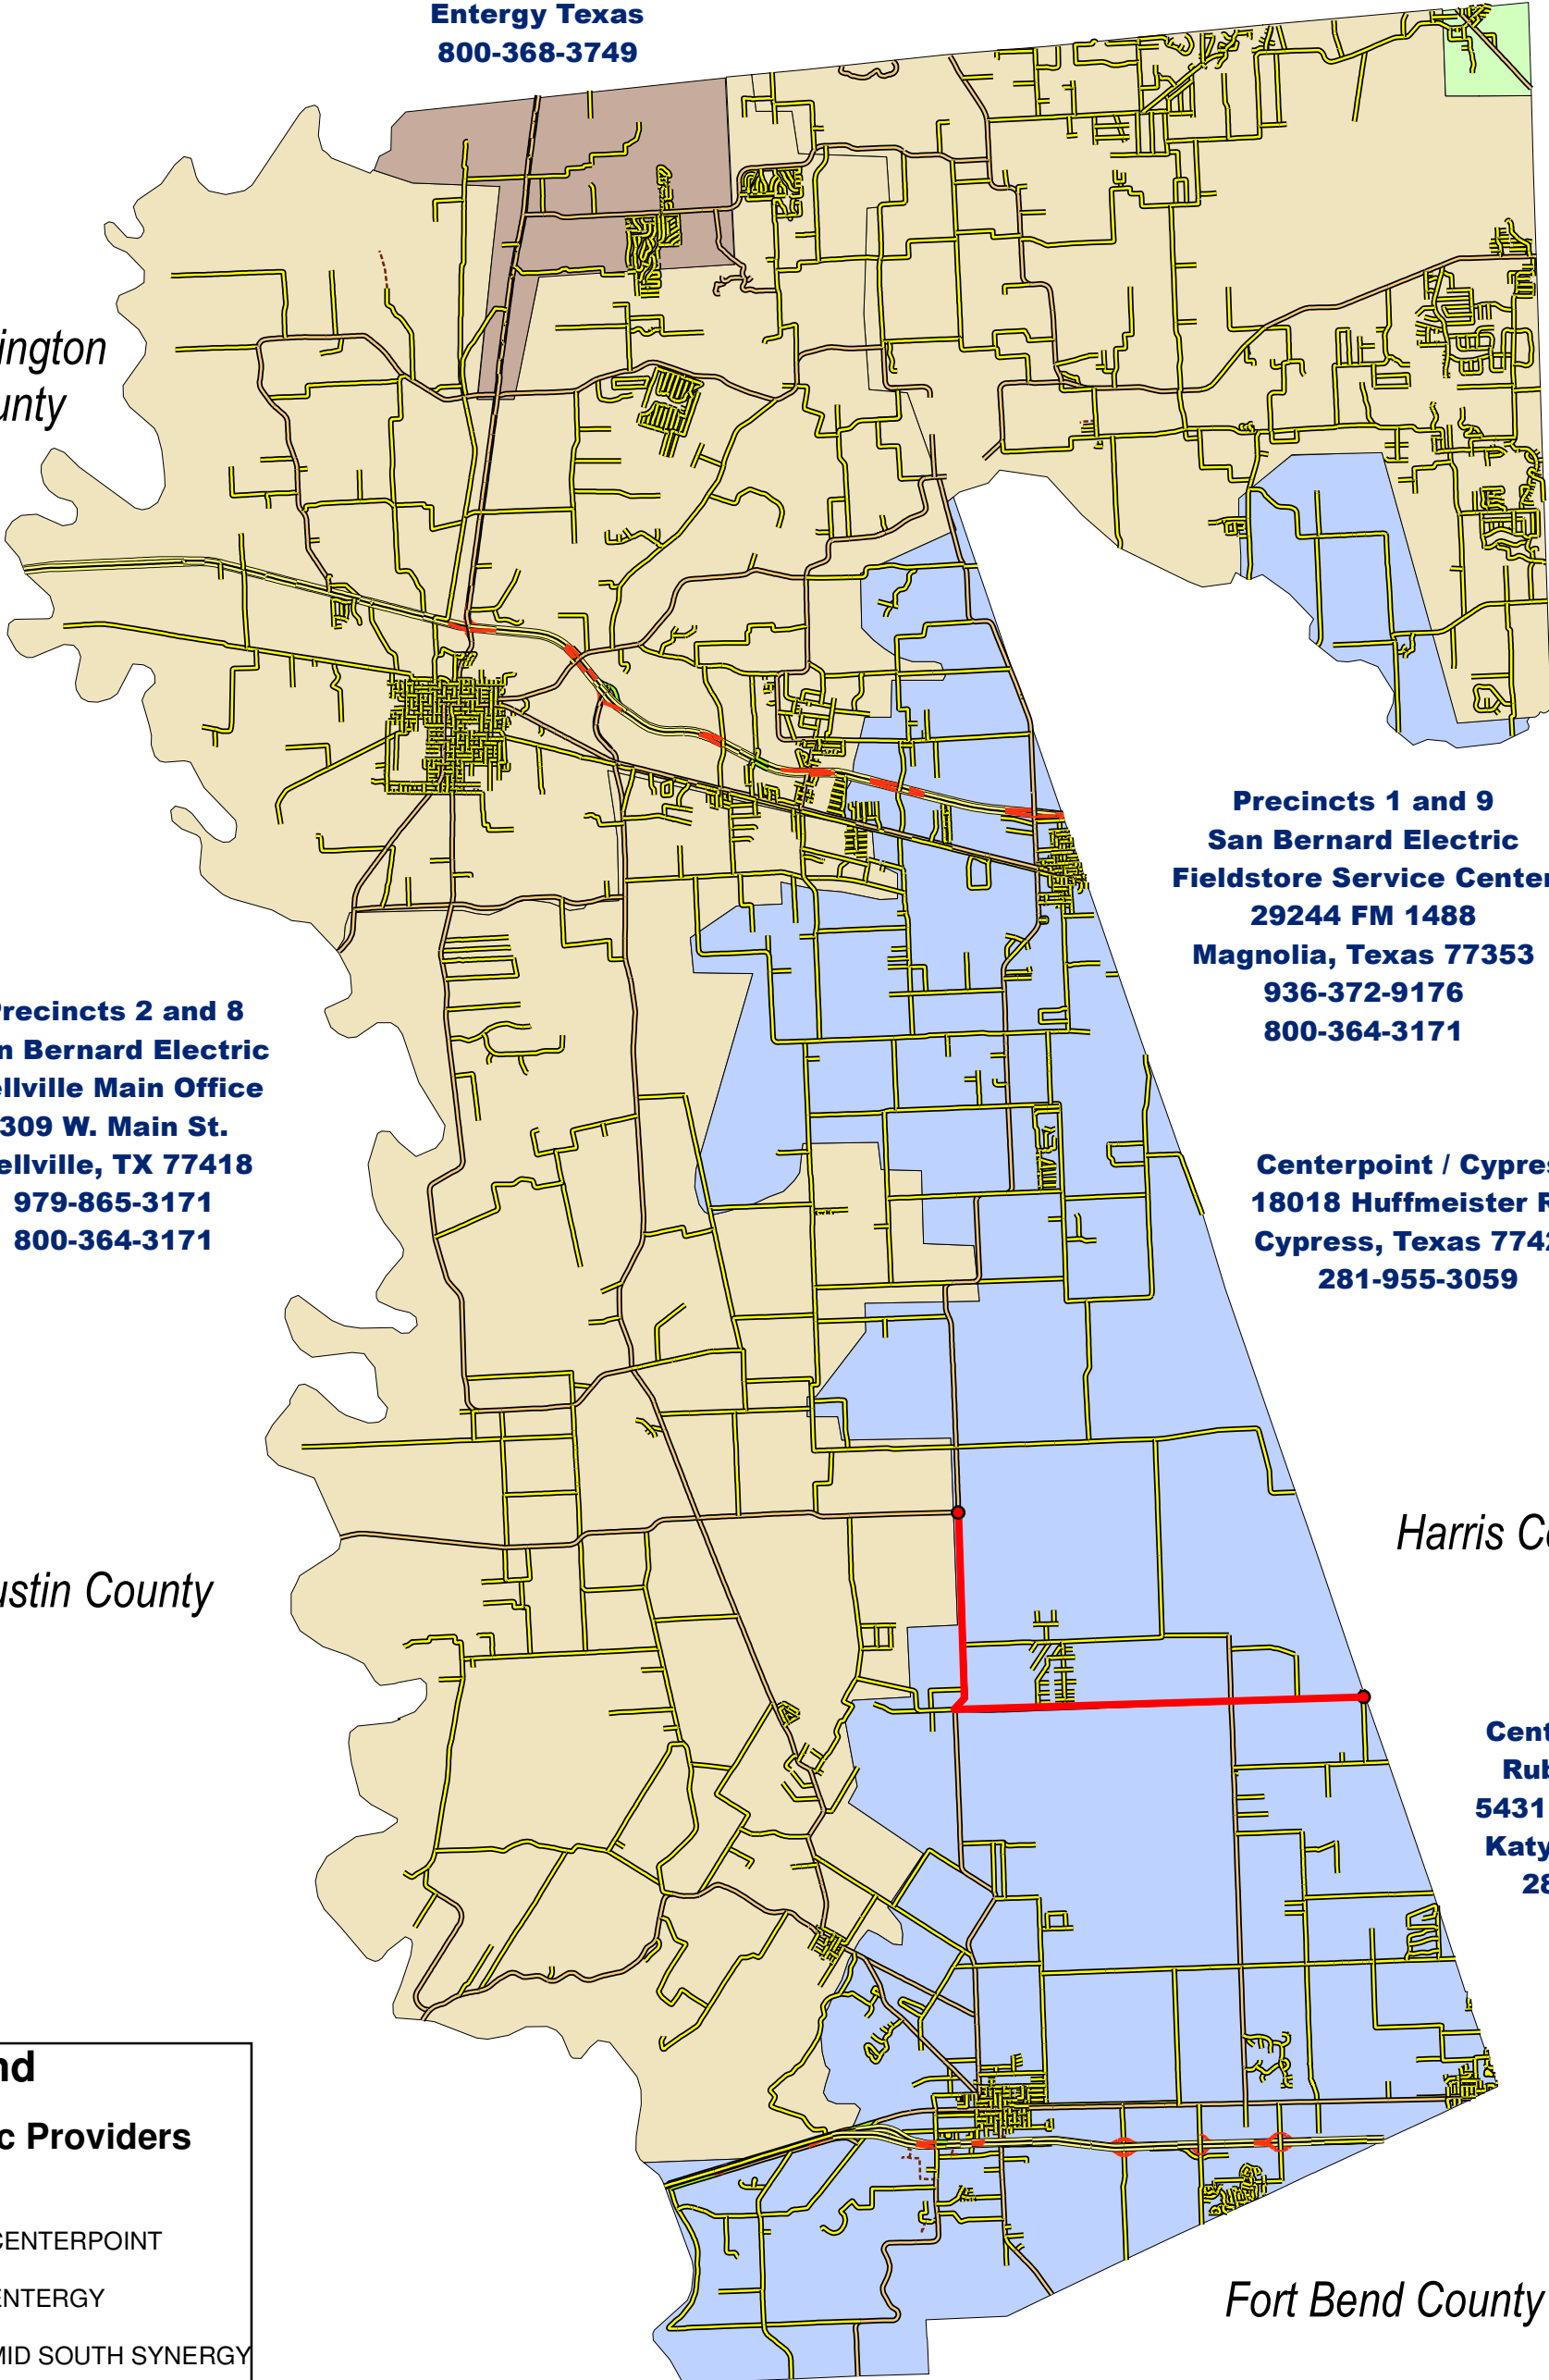 Entergy Texas
800-368-3749
ington
unty
Precincts 1 and 9
San Bernard Electric
Fieldstore Service Center
29244 FM 1488
Magnolia, Texas 77353
936-372-9176
800-364-3171
recincts 2 and 8
n Bernard Electric
ellville Main Office
309 W. Main St.
ellville, TX 77418
979-865-3171
800-364-3171
Centerpoint / Cypres
18018 Huffmeister R
Cypress, Texas 774
281-955-3059
Harris Co
ustin County
Cent
Rub
5431
Katy
28
nd
c Providers
CENTERPOINT
ENTERGY
MID SOUTH SYNERGY
Fort Bend County